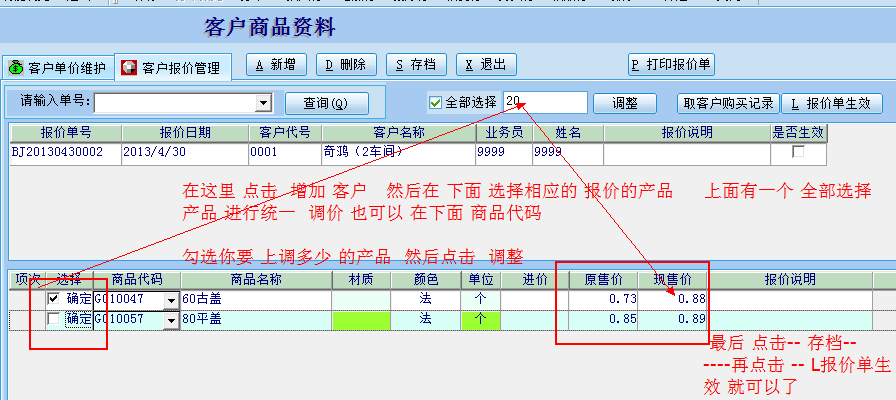 客户商品资料
客户单价维护 客户报价管理 A 新增 D 删除 S 存档 X 退出 P 打印报价单
请输入单号: 查询(Q) 全部选择 20 调整 取客户购买记录 L 报价单生效
报价单号 报价日期 客户代号 客户名称 业务员 姓名 报价说明 是否生效
BJ20130430002 2013/4/30 0001 奇鸿（2车间） 9999 9999
在这里 点击 增加 客户 然后在 下面 选择相应的 报价的产品 上面有一个 全部选择
产品 进行统一 调价 也可以 在下面 商品代码
勾选你要 上调多少 的产品 然后点击 调整
项次 选择 商品代码 商品名称 材质 颜色 单位 进价 原售价 现售价 报价说明
确定 G010047 60古盖 法 个 0.73 0.88
确定 G010057 80平盖 法 个 0.85 0.89
最后 点击-- 存档--
----再点击 -- L报价单生
效 就可以了